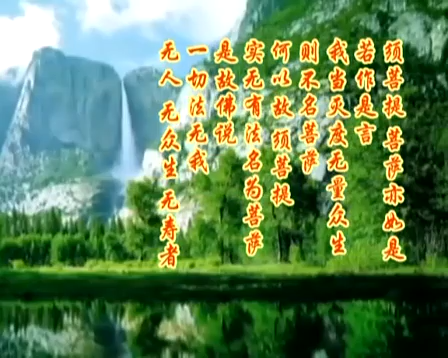 须菩提 菩萨亦如是
若作是言
我当灭度无量众生
则不名菩萨
何以故 须菩提
实无有法名为菩萨
是故佛说
一切法无我
无人 无众生 无寿者